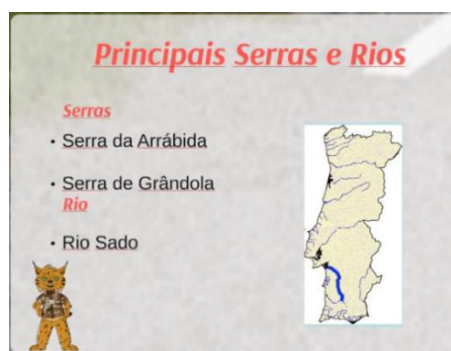 Principais Serras e Rios
Serras
• Serra da Arrábida
• Serra de Grândola
Rio
• Rio Sado